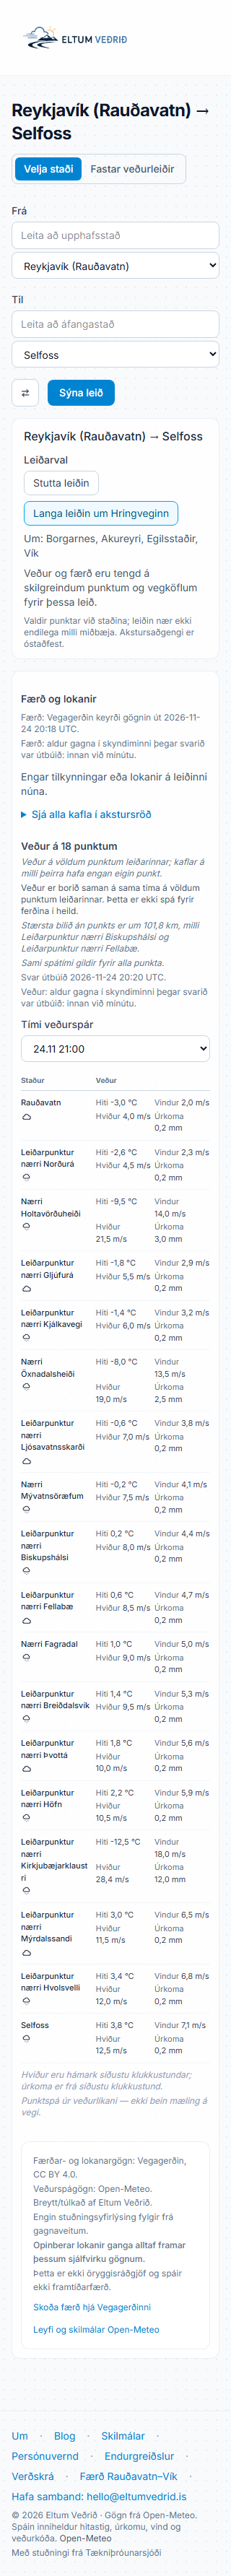 ELTUM VEÐRIÐ
Reykjavík (Rauðavatn) →
Selfoss
Velja staði
Fastar veðurleiðir
Frá
Leita að upphafsstað
Reykjavík (Rauðavatn)
Til
Leita að áfangastað
Selfoss
⇄
Sýna leið
Reykjavík (Rauðavatn) → Selfoss
Leiðarval
Stutta leiðin
Langa leiðin um Hringveginn
Um: Borgarnes, Akureyri, Egilsstaðir,
Vík
Veður og færð eru tengd á
skilgreindum punktum og vegköflum
fyrir þessa leið.
Valdir punktar við staðina; leiðin nær ekki
endilega milli miðbæja. Akstursaðgengi er
óstaðfest.
Færð og lokanir
Færð: Vegagerðin keyrði gögnin út 2026-11-
24 20:18 UTC.
Færð: aldur gagna í skyndiminni þegar svarið
var útbúið: innan við mínútu.
Engar tilkynningar eða lokanir á leiðinni
núna.
▶ Sjá alla kafla í akstursröð
Veður á 18 punktum
Veður á völdum punktum leiðarinnar; kaflar á
milli þeirra hafa engan eigin punkt.
Veður er borið saman á sama tíma á völdum
punktum leiðarinnar. Þetta er ekki spá fyrir
ferðina í heild.
Stærsta bilið án punkts er um 101,8 km, milli
Leiðarpunktur nærri Biskupshálsi og
Leiðarpunktur nærri Fellabæ.
Sami spátími gildir fyrir alla punkta.
Svar útbúið 2026-11-24 20:20 UTC.
Veður: aldur gagna í skyndiminni þegar svarið
var útbúið: innan við mínútu.
Tími veðurspár
24.11 21:00
Staður Veður
Rauðavatn Hiti -3,0 °C Vindur 2,0 m/s
Hviður 4,0 m/s Úrkoma
0,2 mm
Leiðarpunktur Hiti -2,6 °C Vindur 2,3 m/s
nærri Norðurá Hviður 4,5 m/s Úrkoma
0,2 mm
Nærri Hiti -9,5 °C Vindur
Holtavörðuheiði 14,0 m/s
Hviður Úrkoma
21,5 m/s 3,0 mm
Leiðarpunktur Hiti -1,8 °C Vindur 2,9 m/s
nærri Gljúfurá Hviður 5,5 m/s Úrkoma
0,2 mm
Leiðarpunktur Hiti -1,4 °C Vindur 3,2 m/s
nærri Kjálkavegi Hviður 6,0 m/s Úrkoma
0,2 mm
Nærri Hiti -8,0 °C Vindur
Öxnadalsheiði 13,5 m/s
Hviður Úrkoma
19,0 m/s 2,5 mm
Leiðarpunktur Hiti -0,6 °C Vindur 3,8 m/s
nærri Hviður 7,0 m/s Úrkoma
Ljósavatnsskarði 0,2 mm
Nærri Hiti -0,2 °C Vindur 4,1 m/s
Mývatnsöræfum Hviður 7,5 m/s Úrkoma
0,2 mm
Leiðarpunktur Hiti 0,2 °C Vindur 4,4 m/s
nærri Hviður 8,0 m/s Úrkoma
Biskupshálsi 0,2 mm
Leiðarpunktur Hiti 0,6 °C Vindur 4,7 m/s
nærri Fellabæ Hviður 8,5 m/s Úrkoma
0,2 mm
Nærri Fagradal Hiti 1,0 °C Vindur 5,0 m/s
Hviður 9,0 m/s Úrkoma
0,2 mm
Leiðarpunktur Hiti 1,4 °C Vindur 5,3 m/s
nærri Breiðdalsvík Hviður 9,5 m/s Úrkoma
0,2 mm
Leiðarpunktur Hiti 1,8 °C Vindur 5,6 m/s
nærri Þvottá Hviður Úrkoma
10,0 m/s 0,2 mm
Leiðarpunktur Hiti 2,2 °C Vindur 5,9 m/s
nærri Höfn Hviður Úrkoma
10,5 m/s 0,2 mm
Leiðarpunktur Hiti -12,5 °C Vindur
nærri 18,0 m/s
Kirkjubæjarklaust Hviður Úrkoma
ri 28,4 m/s 12,0 mm
Leiðarpunktur Hiti 3,0 °C Vindur 6,5 m/s
nærri Hviður Úrkoma
Mýrdalssandi 11,5 m/s 0,2 mm
Leiðarpunktur Hiti 3,4 °C Vindur 6,8 m/s
nærri Hvolsvelli Hviður Úrkoma
12,0 m/s 0,2 mm
Selfoss Hiti 3,8 °C Vindur 7,1 m/s
Hviður Úrkoma
12,5 m/s 0,2 mm
Hviður eru hámark síðustu klukkustundar;
úrkoma er frá síðustu klukkustund.
Punktspá úr veðurlíkani — ekki bein mæling á
vegi.
Færðar- og lokanargögn: Vegagerðin,
CC BY 4.0.
Veðurspágögn: Open-Meteo.
Breytt/túlkað af Eltum Veðrið.
Engin stuðningsyfirlýsing fylgir frá
gagnaveitum.
Opinberar lokanir ganga alltaf framar
þessum sjálfvirku gögnum.
Þetta er ekki öryggisráðgjöf og spáir
ekki framtíðarfærð.
Skoða færð hjá Vegagerðinni
Leyfi og skilmálar Open-Meteo
Um · Blog · Skilmálar ·
Persónuvernd · Endurgreiðslur ·
Verðskrá · Færð Rauðavatn–Vík ·
Hafa samband: hello@eltumvedrid.is
© 2026 Eltum Veðrið · Gögn frá Open-Meteo.
Spáin inniheldur hitastig, úrkomu, vind og
veðurkóða. Open-Meteo
Með stuðningi frá Tækniþróunarsjóði